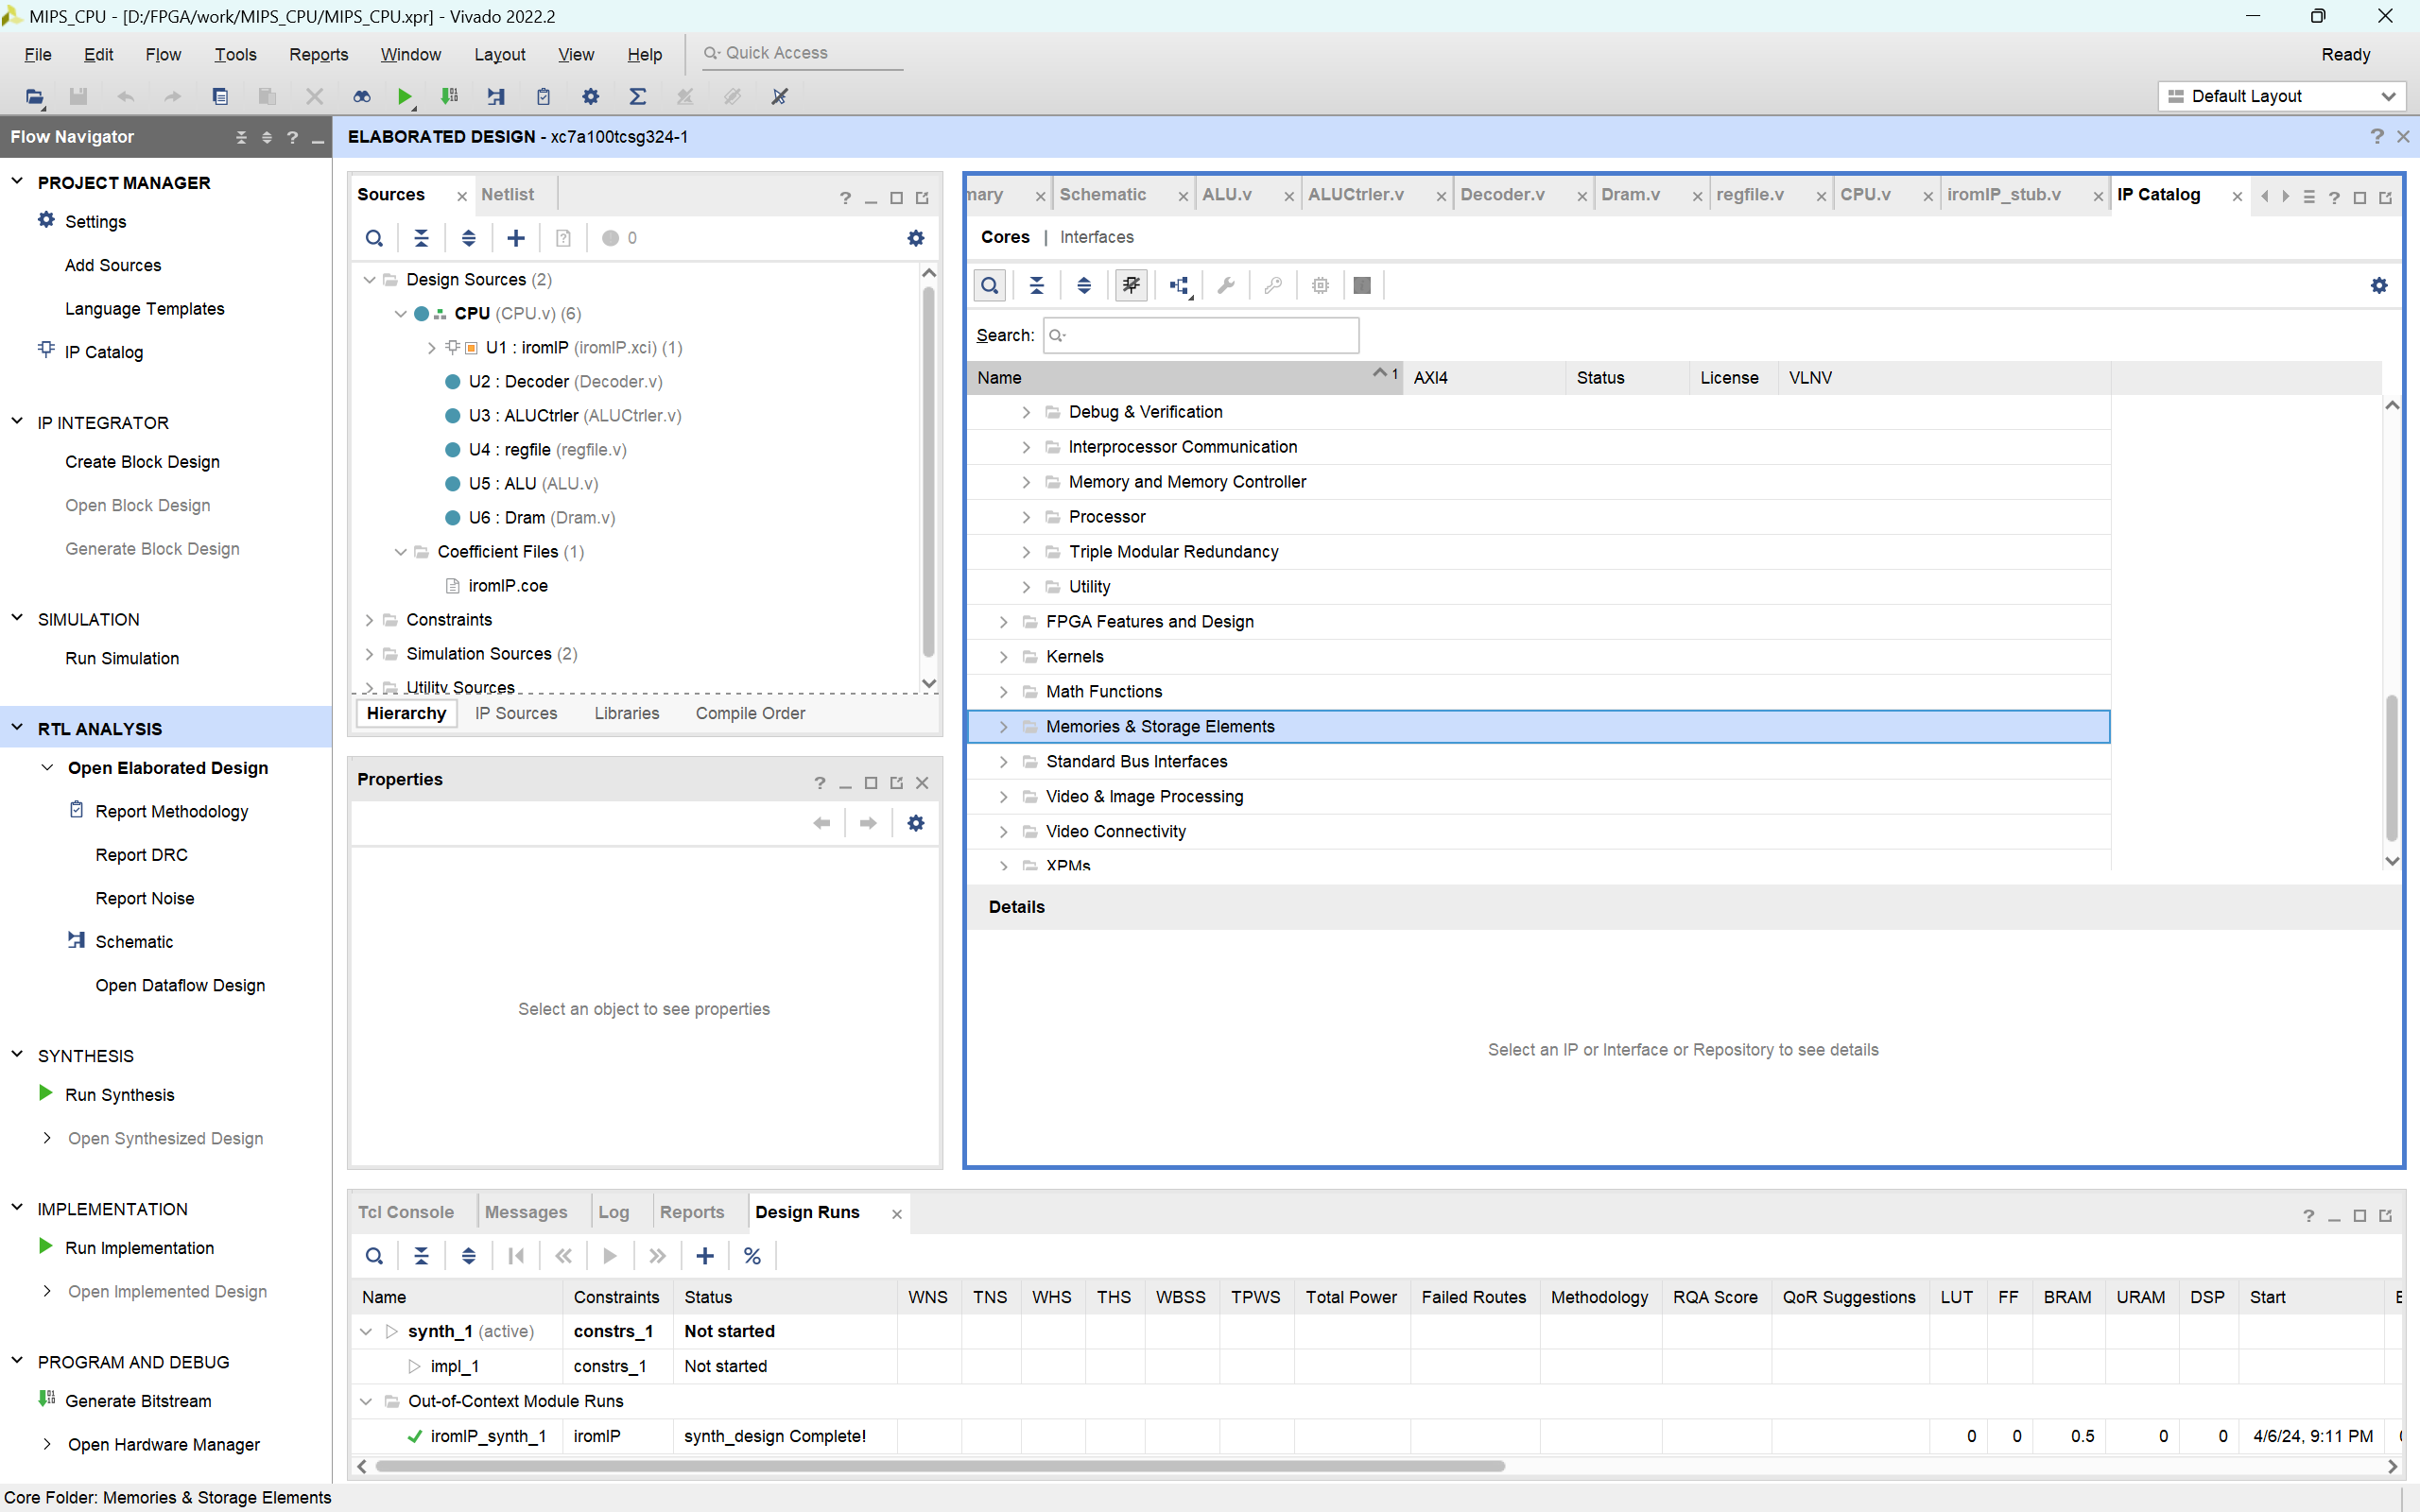 MIPS_CPU - [D:/FPGA/work/MIPS_CPU/MIPS_CPU.xpr] - Vivado 2022.2
File Edit Flow Tools Reports Window Layout View Help Quick Access Ready
Default Layout
Flow Navigator
ELABORATED DESIGN - xc7a100tcsg324-1
PROJECT MANAGER
Settings
Add Sources
Language Templates
IP Catalog
IP INTEGRATOR
Create Block Design
Open Block Design
Generate Block Design
SIMULATION
Run Simulation
RTL ANALYSIS
Open Elaborated Design
Report Methodology
Report DRC
Report Noise
Schematic
Open Dataflow Design
SYNTHESIS
Run Synthesis
Open Synthesized Design
IMPLEMENTATION
Run Implementation
Open Implemented Design
PROGRAM AND DEBUG
Generate Bitstream
Open Hardware Manager
Sources Netlist
0
Design Sources (2)
CPU (CPU.v) (6)
U1 : iromIP (iromIP.xci) (1)
U2 : Decoder (Decoder.v)
U3 : ALUCtrler (ALUCtrler.v)
U4 : regfile (regfile.v)
U5 : ALU (ALU.v)
U6 : Dram (Dram.v)
Coefficient Files (1)
iromIP.coe
Constraints
Simulation Sources (2)
Utility Sources
Hierarchy IP Sources Libraries Compile Order
Properties
Select an object to see properties
mary Schematic ALU.v ALUCtrler.v Decoder.v Dram.v regfile.v CPU.v iromIP_stub.v IP Catalog
Cores | Interfaces
Search:
Name 1 AXI4 Status License VLNV
Debug & Verification
Interprocessor Communication
Memory and Memory Controller
Processor
Triple Modular Redundancy
Utility
FPGA Features and Design
Kernels
Math Functions
Memories & Storage Elements
Standard Bus Interfaces
Video & Image Processing
Video Connectivity
XPMs
Details
Select an IP or Interface or Repository to see details
Tcl Console Messages Log Reports Design Runs
Name Constraints Status WNS TNS WHS THS WBSS TPWS Total Power Failed Routes Methodology RQA Score QoR Suggestions LUT FF BRAM URAM DSP Start
synth_1 (active) constrs_1 Not started
impl_1 constrs_1 Not started
Out-of-Context Module Runs
iromIP_synth_1 iromIP synth_design Complete! 0 0 0.5 0 0 4/6/24, 9:11 PM
Core Folder: Memories & Storage Elements